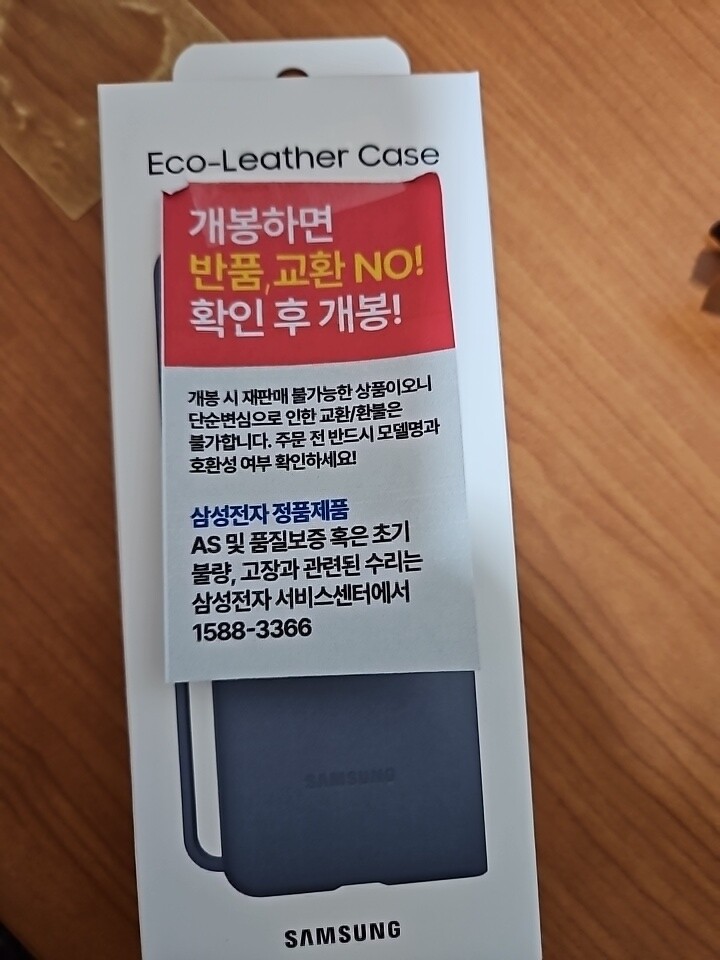 Eco-Leather Case
개봉하면
반품,교환 NO!
확인 후 개봉!
개봉 시 재판매 불가능한 상품이오니
단순변심으로 인한 교환/환불은
불가합니다. 주문 전 반드시 모델명과
호환성 여부 확인하세요!
삼성전자 정품제품
AS 및 품질보증 혹은 초기
불량, 고장과 관련된 수리는
삼성전자 서비스센터에서
1588-3366
SAMSUNG
SAMSUNG